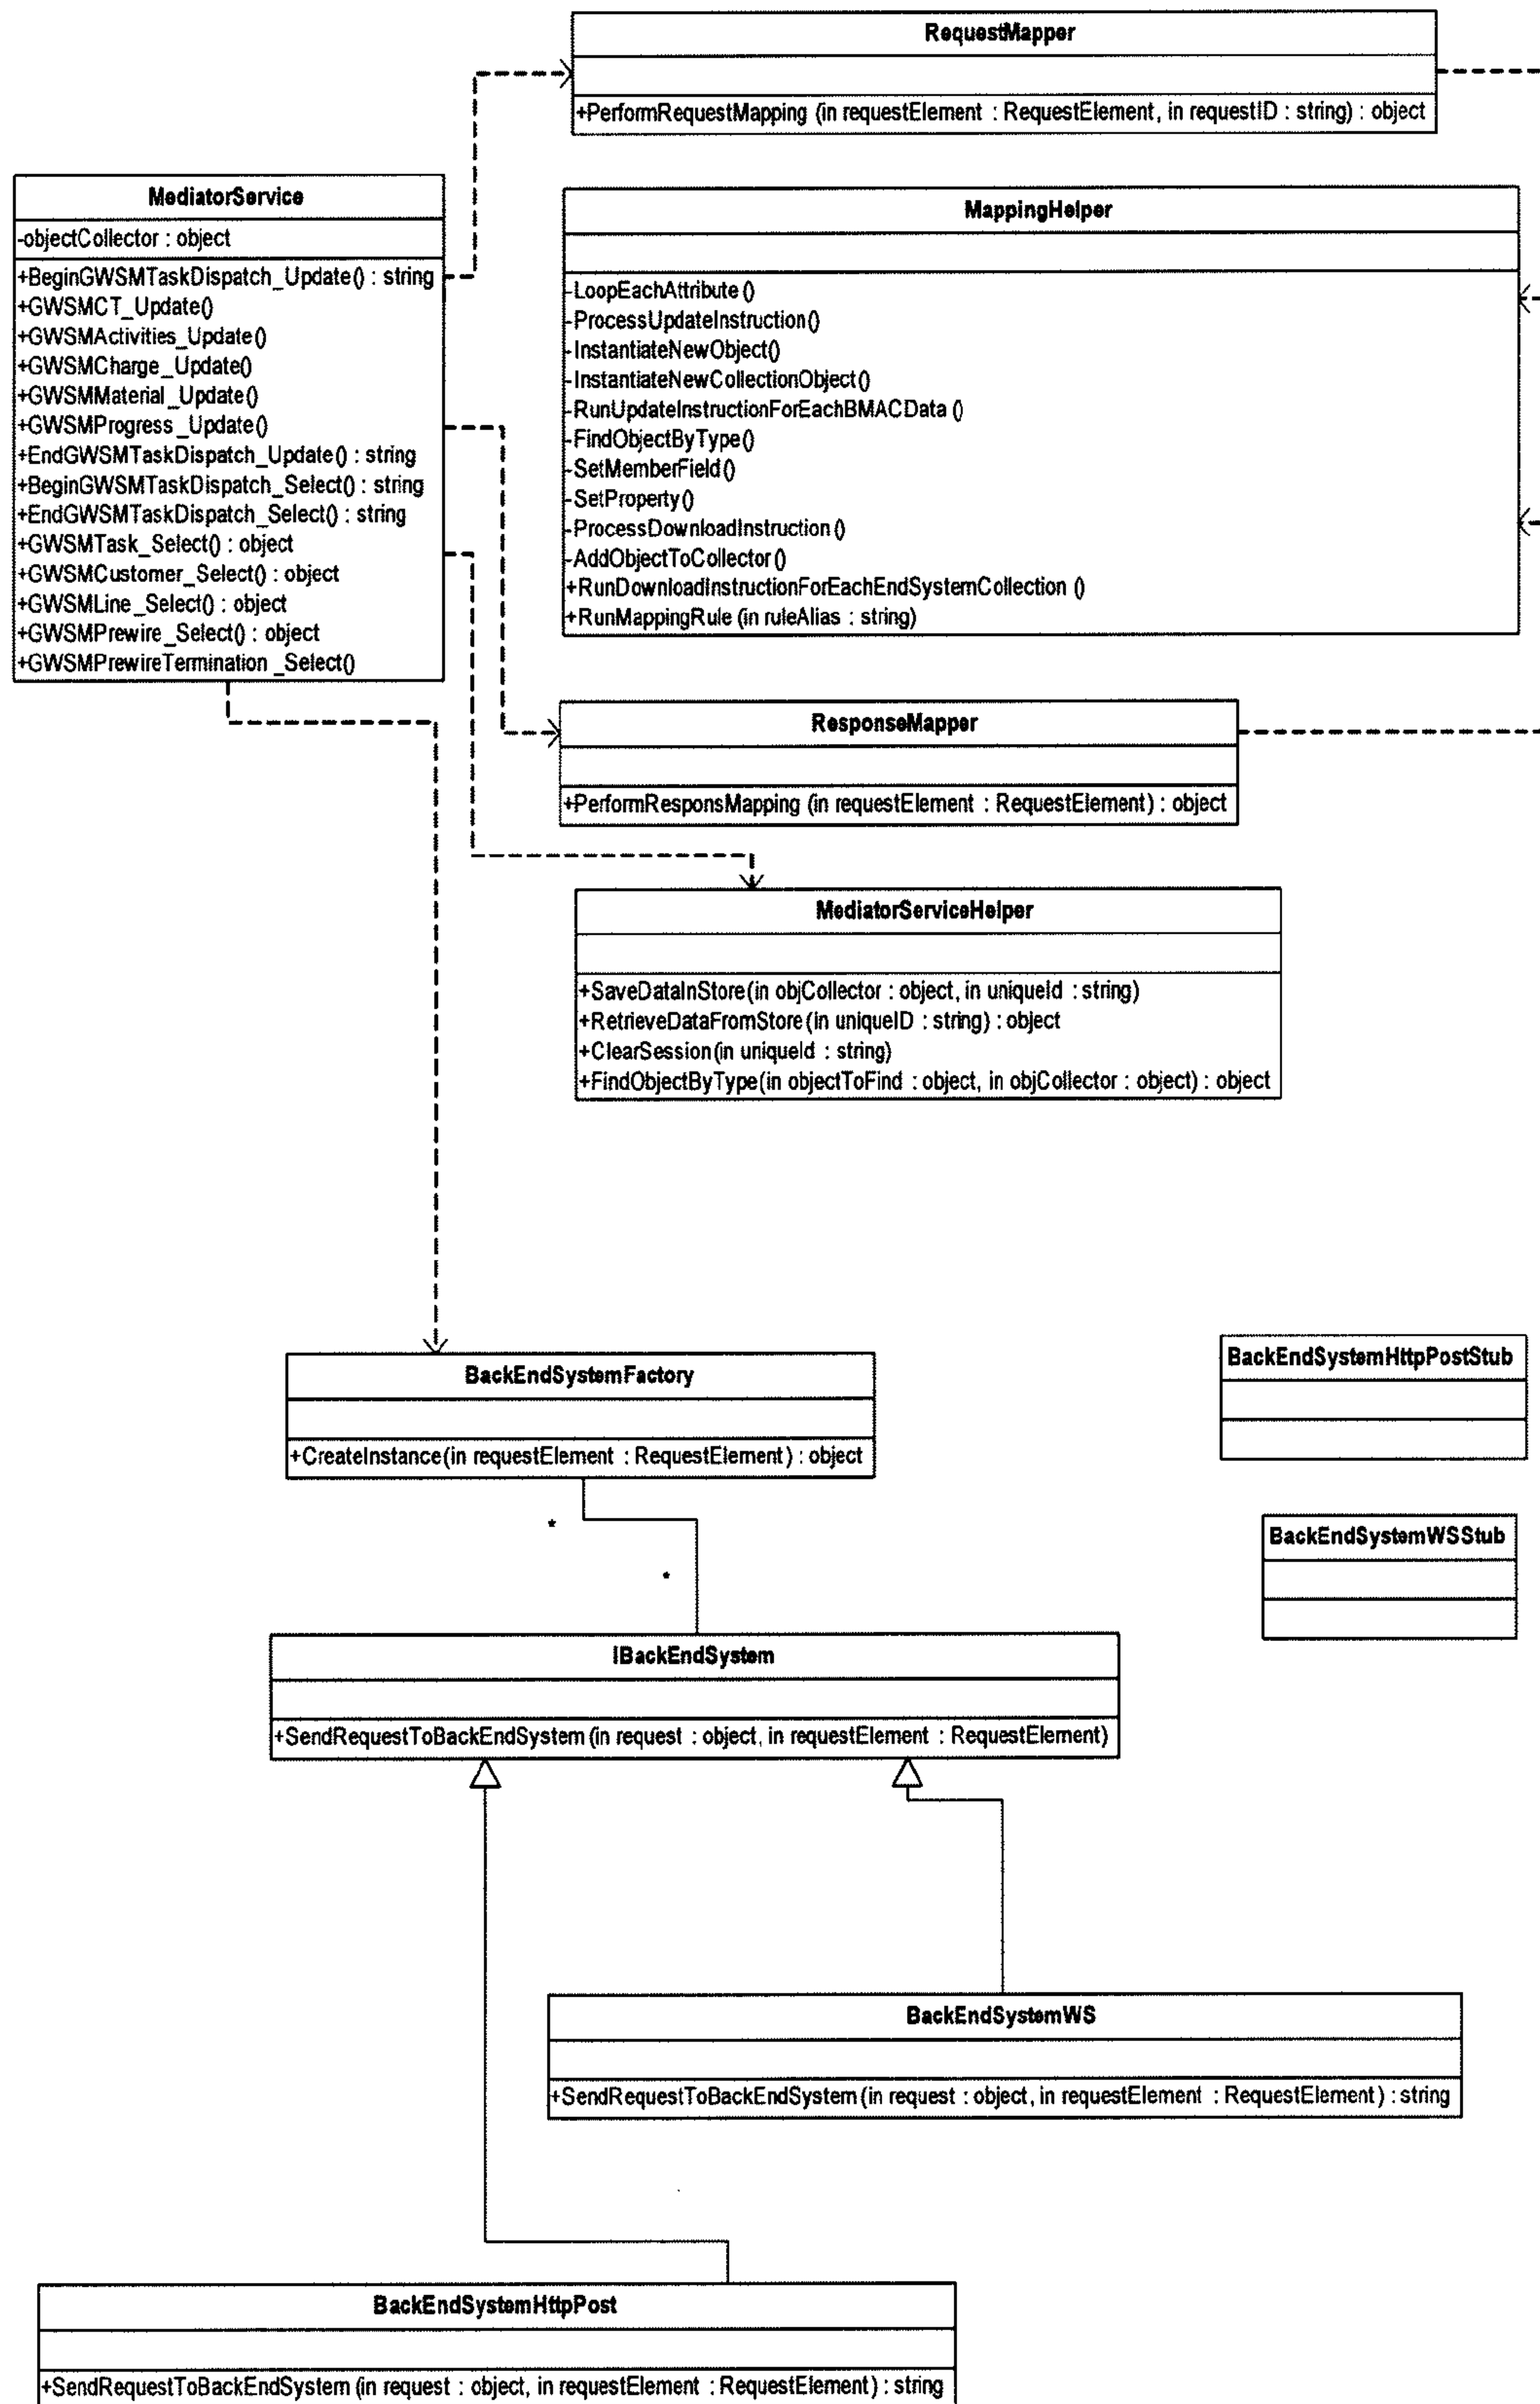 RequestMapper
+PerformRequestMapping (in requestElement : RequestElement, in requestID : string) : object
MediatorService
-objectCollector : object
+BeginGWSMTaskDispatch_Update() : string
+GWSMCT_Update()
+GWSMActivities_Update()
+GWSMCharge_Update()
+GWSMMaterial_Update()
+GWSMProgress_Update()
+EndGWSMTaskDispatch_Update() : string
+BeginGWSMTaskDispatch_Select() : string
+EndGWSMTaskDispatch_Select() : string
+GWSMTask_Select() : object
+GWSMCustomer_Select() : object
+GWSMLine_Select() : object
+GWSMPrewire_Select() : object
+GWSMPrewireTermination_Select()
MappingHelper
-LoopEachAttribute()
-ProcessUpdateInstruction()
-InstantiateNewObject()
-InstantiateNewCollectionObject()
-RunUpdateInstructionForEachBMACData()
-FindObjectByType()
-SetMemberField()
-SetProperty()
-ProcessDownloadInstruction()
-AddObjectToCollector()
+RunDownloadInstructionForEachEndSystemCollection()
+RunMappingRule(in ruleAlias : string)
ResponseMapper
+PerformResponsMapping (in requestElement : RequestElement) : object
MediatorServiceHelper
+SaveDataInStore(in objCollector : object, in uniqueId : string)
+RetrieveDataFromStore(in uniqueID : string) : object
+ClearSession(in uniqueId : string)
+FindObjectByType(in objectToFind : object, in objCollector : object) : object
BackEndSystemFactory
+CreateInstance(in requestElement : RequestElement) : object
BackEndSystemHttpPostStub
*
*
BackEndSystemWSStub
IBackEndSystem
+SendRequestToBackEndSystem(in request : object, in requestElement : RequestElement)
BackEndSystemWS
+SendRequestToBackEndSystem(in request : object, in requestElement : RequestElement) : string
BackEndSystemHttpPost
+SendRequestToBackEndSystem(in request : object, in requestElement : RequestElement) : string